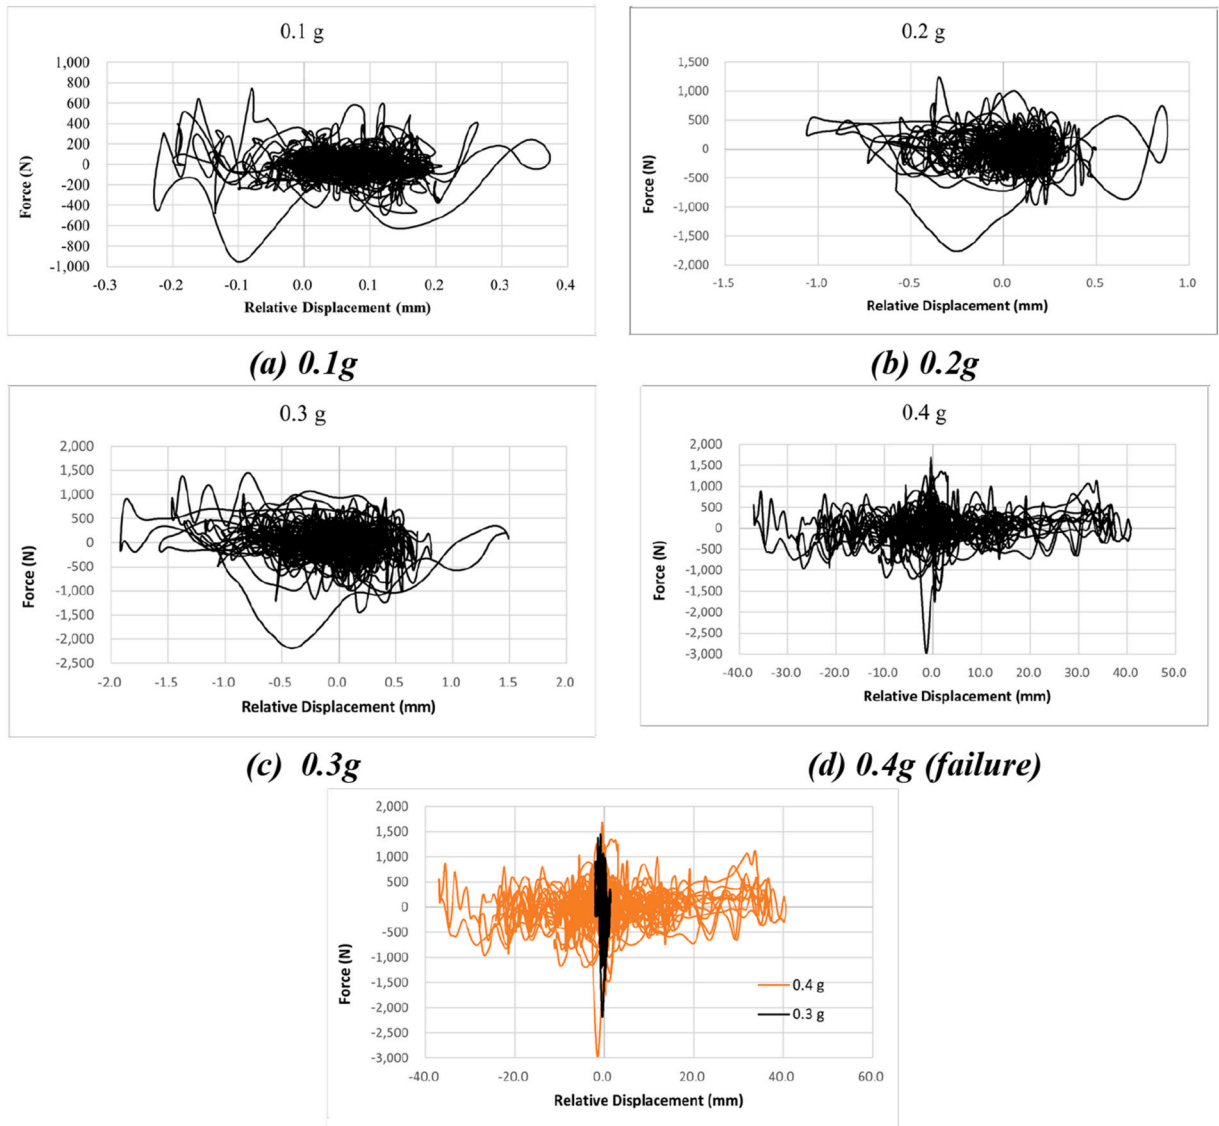 0.1 g
1,000
800
600
400
200
0
-200
-400
-600
-800
-1,000
Force (N)
-0.3 -0.2 -0.1 0.0 0.1 0.2 0.3 0.4
Relative Displacement (mm)
(a) 0.1g
0.2 g
1,500
1,000
500
0
-500
-1,000
-1,500
-2,000
Force (N)
-1.5 -1.0 -0.5 0.0 0.5 1.0
Relative Displacement (mm)
(b) 0.2g
0.3 g
2,000
1,500
1,000
500
0
-500
-1,000
-1,500
-2,000
-2,500
Force (N)
-2.0 -1.5 -1.0 -0.5 0.0 0.5 1.0 1.5 2.0
Relative Displacement (mm)
(c) 0.3g
0.4 g
2,000
1,500
1,000
500
0
-500
-1,000
-1,500
-2,000
-2,500
-3,000
Force (N)
-40.0 -30.0 -20.0 -10.0 0.0 10.0 20.0 30.0 40.0 50.0
Relative Displacement (mm)
(d) 0.4g (failure)
2,000
1,500
1,000
500
0
-500
-1,000
-1,500
-2,000
-2,500
-3,000
Force (N)
0.4 g
0.3 g
-40.0 -20.0 0.0 20.0 40.0 60.0
Relative Displacement (mm)